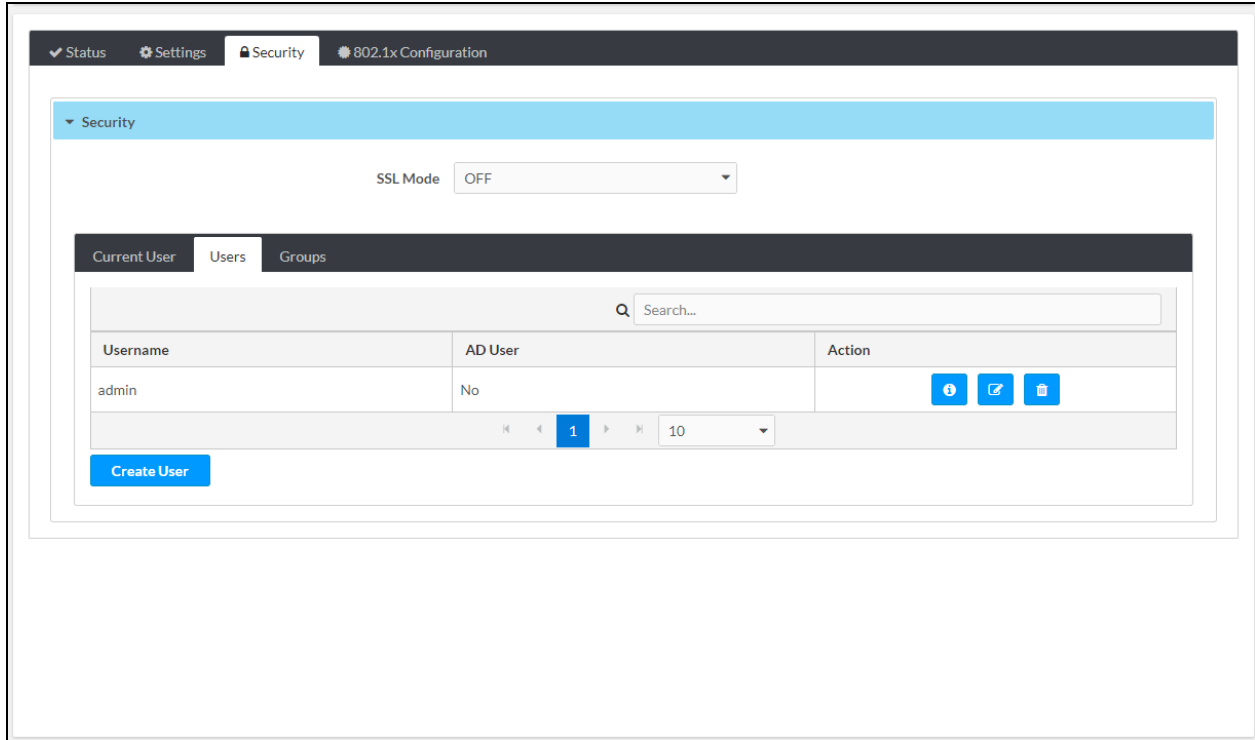 Status Settings Security 802.1x Configuration
Security
SSL Mode OFF
Current User Users Groups
Search...
Username AD User Action
admin No
1 10
Create User